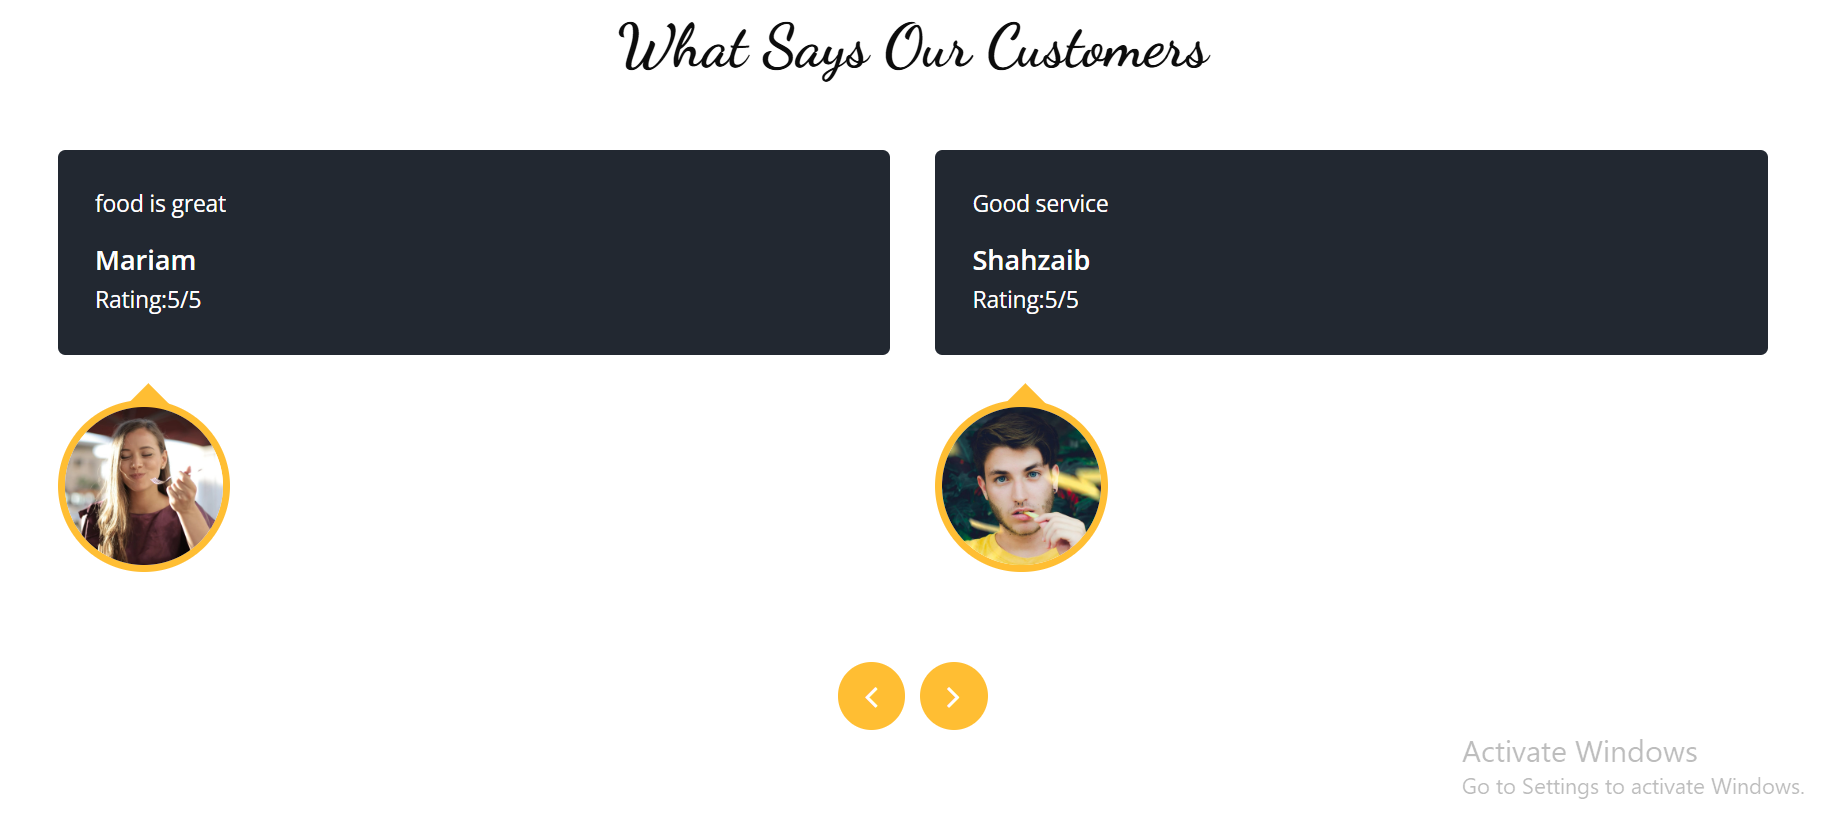 What Says Our Customers
food is great
Mariam
Rating:5/5
Good service
Shahzaib
Rating:5/5
Activate Windows
Go to Settings to activate Windows.